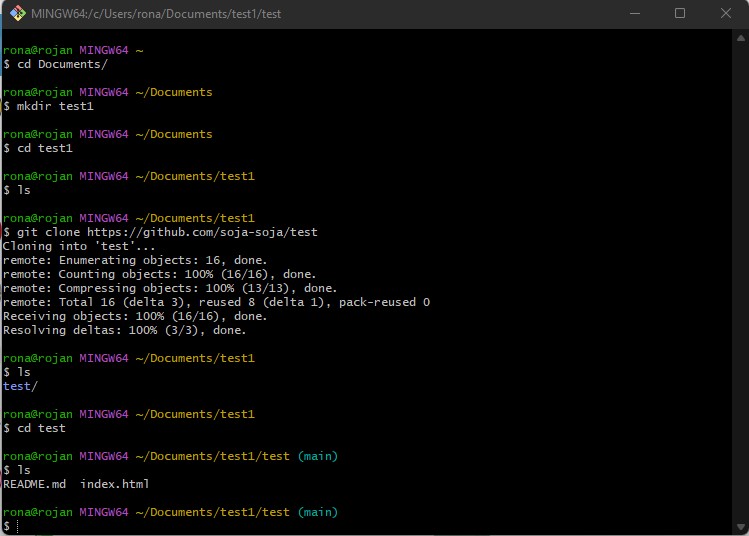 MINGW64:/c/Users/rona/Documents/test1/test
rona@rojan MINGW64 ~
$ cd Documents/
rona@rojan MINGW64 ~/Documents
$ mkdir test1
rona@rojan MINGW64 ~/Documents
$ cd test1
rona@rojan MINGW64 ~/Documents/test1
$ ls
rona@rojan MINGW64 ~/Documents/test1
$ git clone https://github.com/soja-soja/test
Cloning into 'test'...
remote: Enumerating objects: 16, done.
remote: Counting objects: 100% (16/16), done.
remote: Compressing objects: 100% (13/13), done.
remote: Total 16 (delta 3), reused 8 (delta 1), pack-reused 0
Receiving objects: 100% (16/16), done.
Resolving deltas: 100% (3/3), done.
rona@rojan MINGW64 ~/Documents/test1
$ ls
test/
rona@rojan MINGW64 ~/Documents/test1
$ cd test
rona@rojan MINGW64 ~/Documents/test1/test (main)
$ ls
README.md  index.html
rona@rojan MINGW64 ~/Documents/test1/test (main)
$